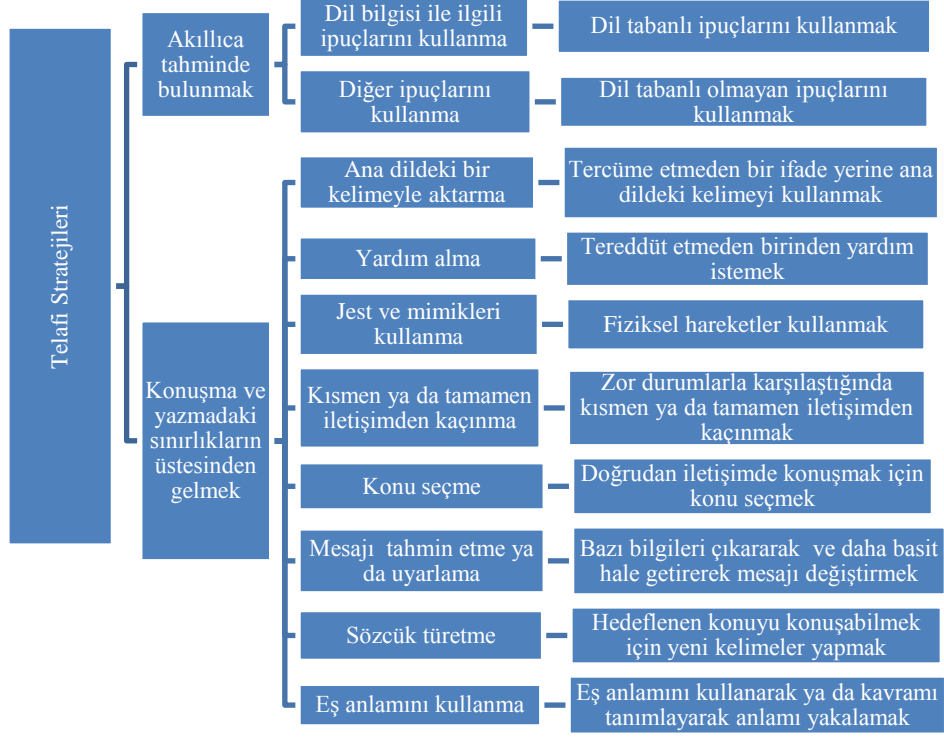 Telafi Stratejileri
Akıllıca
tahminde
bulunmak
Dil bilgisi ile ilgili
ipuçlarını kullanma
Dil tabanlı ipuçlarını kullanmak
Diğer ipuçlarını
kullanma
Dil tabanlı olmayan ipuçlarını
kullanmak
Konuşma ve
yazmadaki
sınırlıkların
üstesinden
gelmek
Ana dildeki bir
kelimeyle aktarma
Tercüme etmeden bir ifade yerine ana
dildeki kelimeyi kullanmak
Yardım alma
Tereddüt etmeden birinden yardım
istemek
Jest ve mimikleri
kullanma
Fiziksel hareketler kullanmak
Kısmen ya da tamamen
iletişimden kaçınma
Zor durumlarla karşılaştığında
kısmen ya da tamamen iletişimden
kaçınmak
Konu seçme
Doğrudan iletişimde konuşmak için
konu seçmek
Mesajı tahmin etme ya
da uyarlama
Bazı bilgileri çıkararak ve daha basit
hale getirerek mesajı değiştirmek
Sözcük türetme
Hedeflenen konuyu konuşabilmek
için yeni kelimeler yapmak
Eş anlamını kullanma
Eş anlamını kullanarak ya da kavramı
tanımlayarak anlamı yakalamak